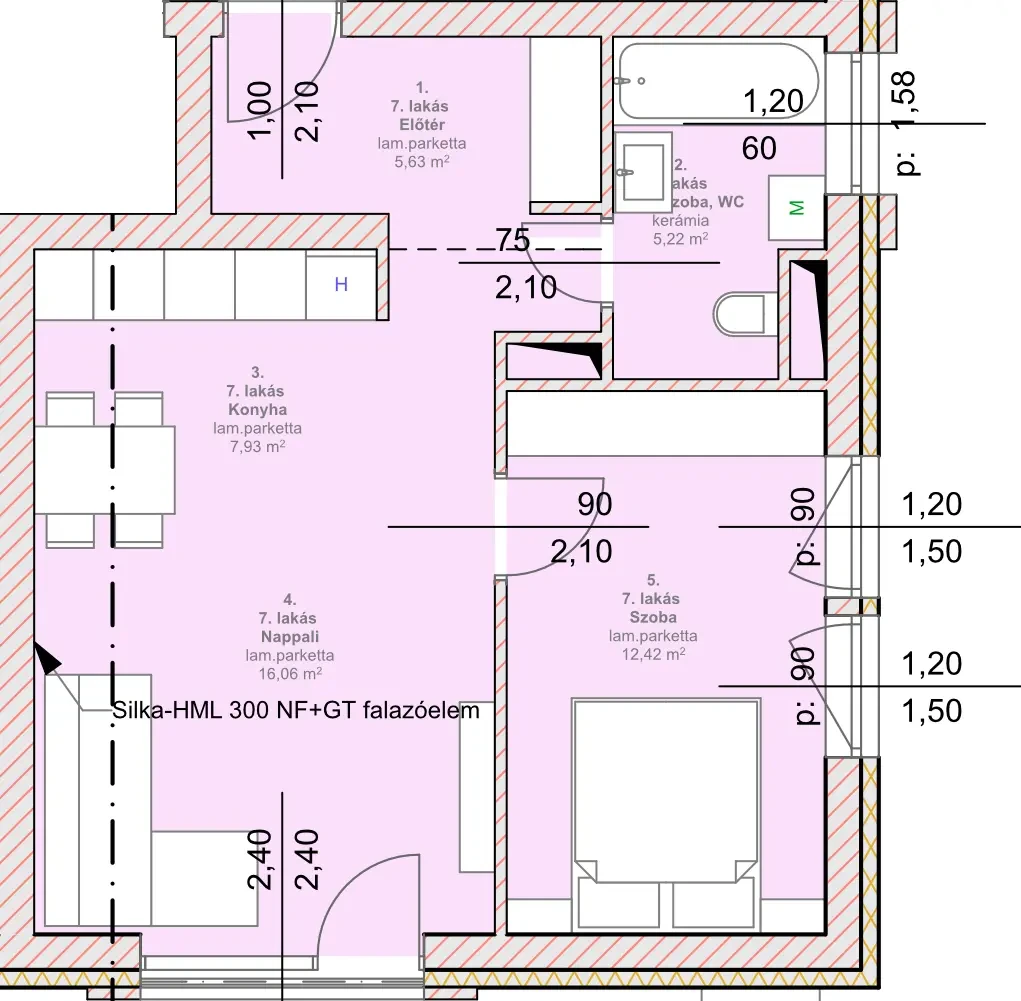 1.
7. lakás
Előtér
lam.parketta
5,63 m²
1,00
2,10
1,20
60
p: 1,58
2.
akás
zoba, WC
kerámia
5,22 m²
M
75
2,10
H
3.
7. lakás
Konyha
lam.parketta
7,93 m²
90
2,10
p: 90
1,20
1,50
4.
7. lakás
Nappali
lam.parketta
16,06 m²
5.
7. lakás
Szoba
lam.parketta
12,42 m²
p: 90
1,20
1,50
Silka-HML 300 NF+GT falazóelem
2,40
2,40